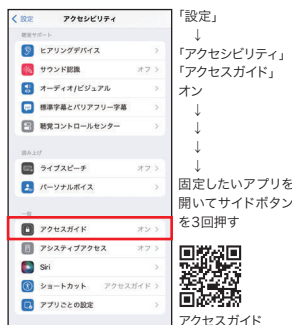 設定
アクセシビリティ
聴覚サポート
ヒアリングデバイス
サウンド認識 オフ
オーディオ/ビジュアル
標準字幕とバリアフリー字幕
聴覚コントロールセンター
読み上げ
ライブスピーチ オフ
パーソナルボイス
一般
アクセスガイド オン
アシスティブアクセス オフ
Siri
ショートカット アクセスガイド
アプリごとの設定
「設定」
↓
「アクセシビリティ」
「アクセスガイド」
オン
↓
↓
↓
↓
固定したいアプリを
開いてサイドボタン
を3回押す
アクセスガイド